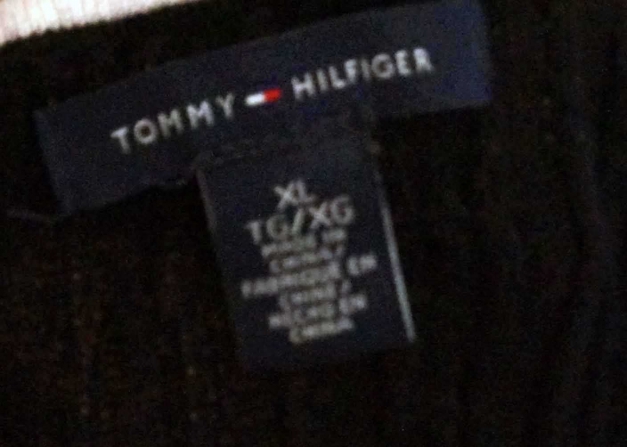 TOMMY HILFIGER
XL
TG/XG
MADE IN
CHINA/
FABRIQUÉ EN
CHINE/
HECHO EN
CHINA